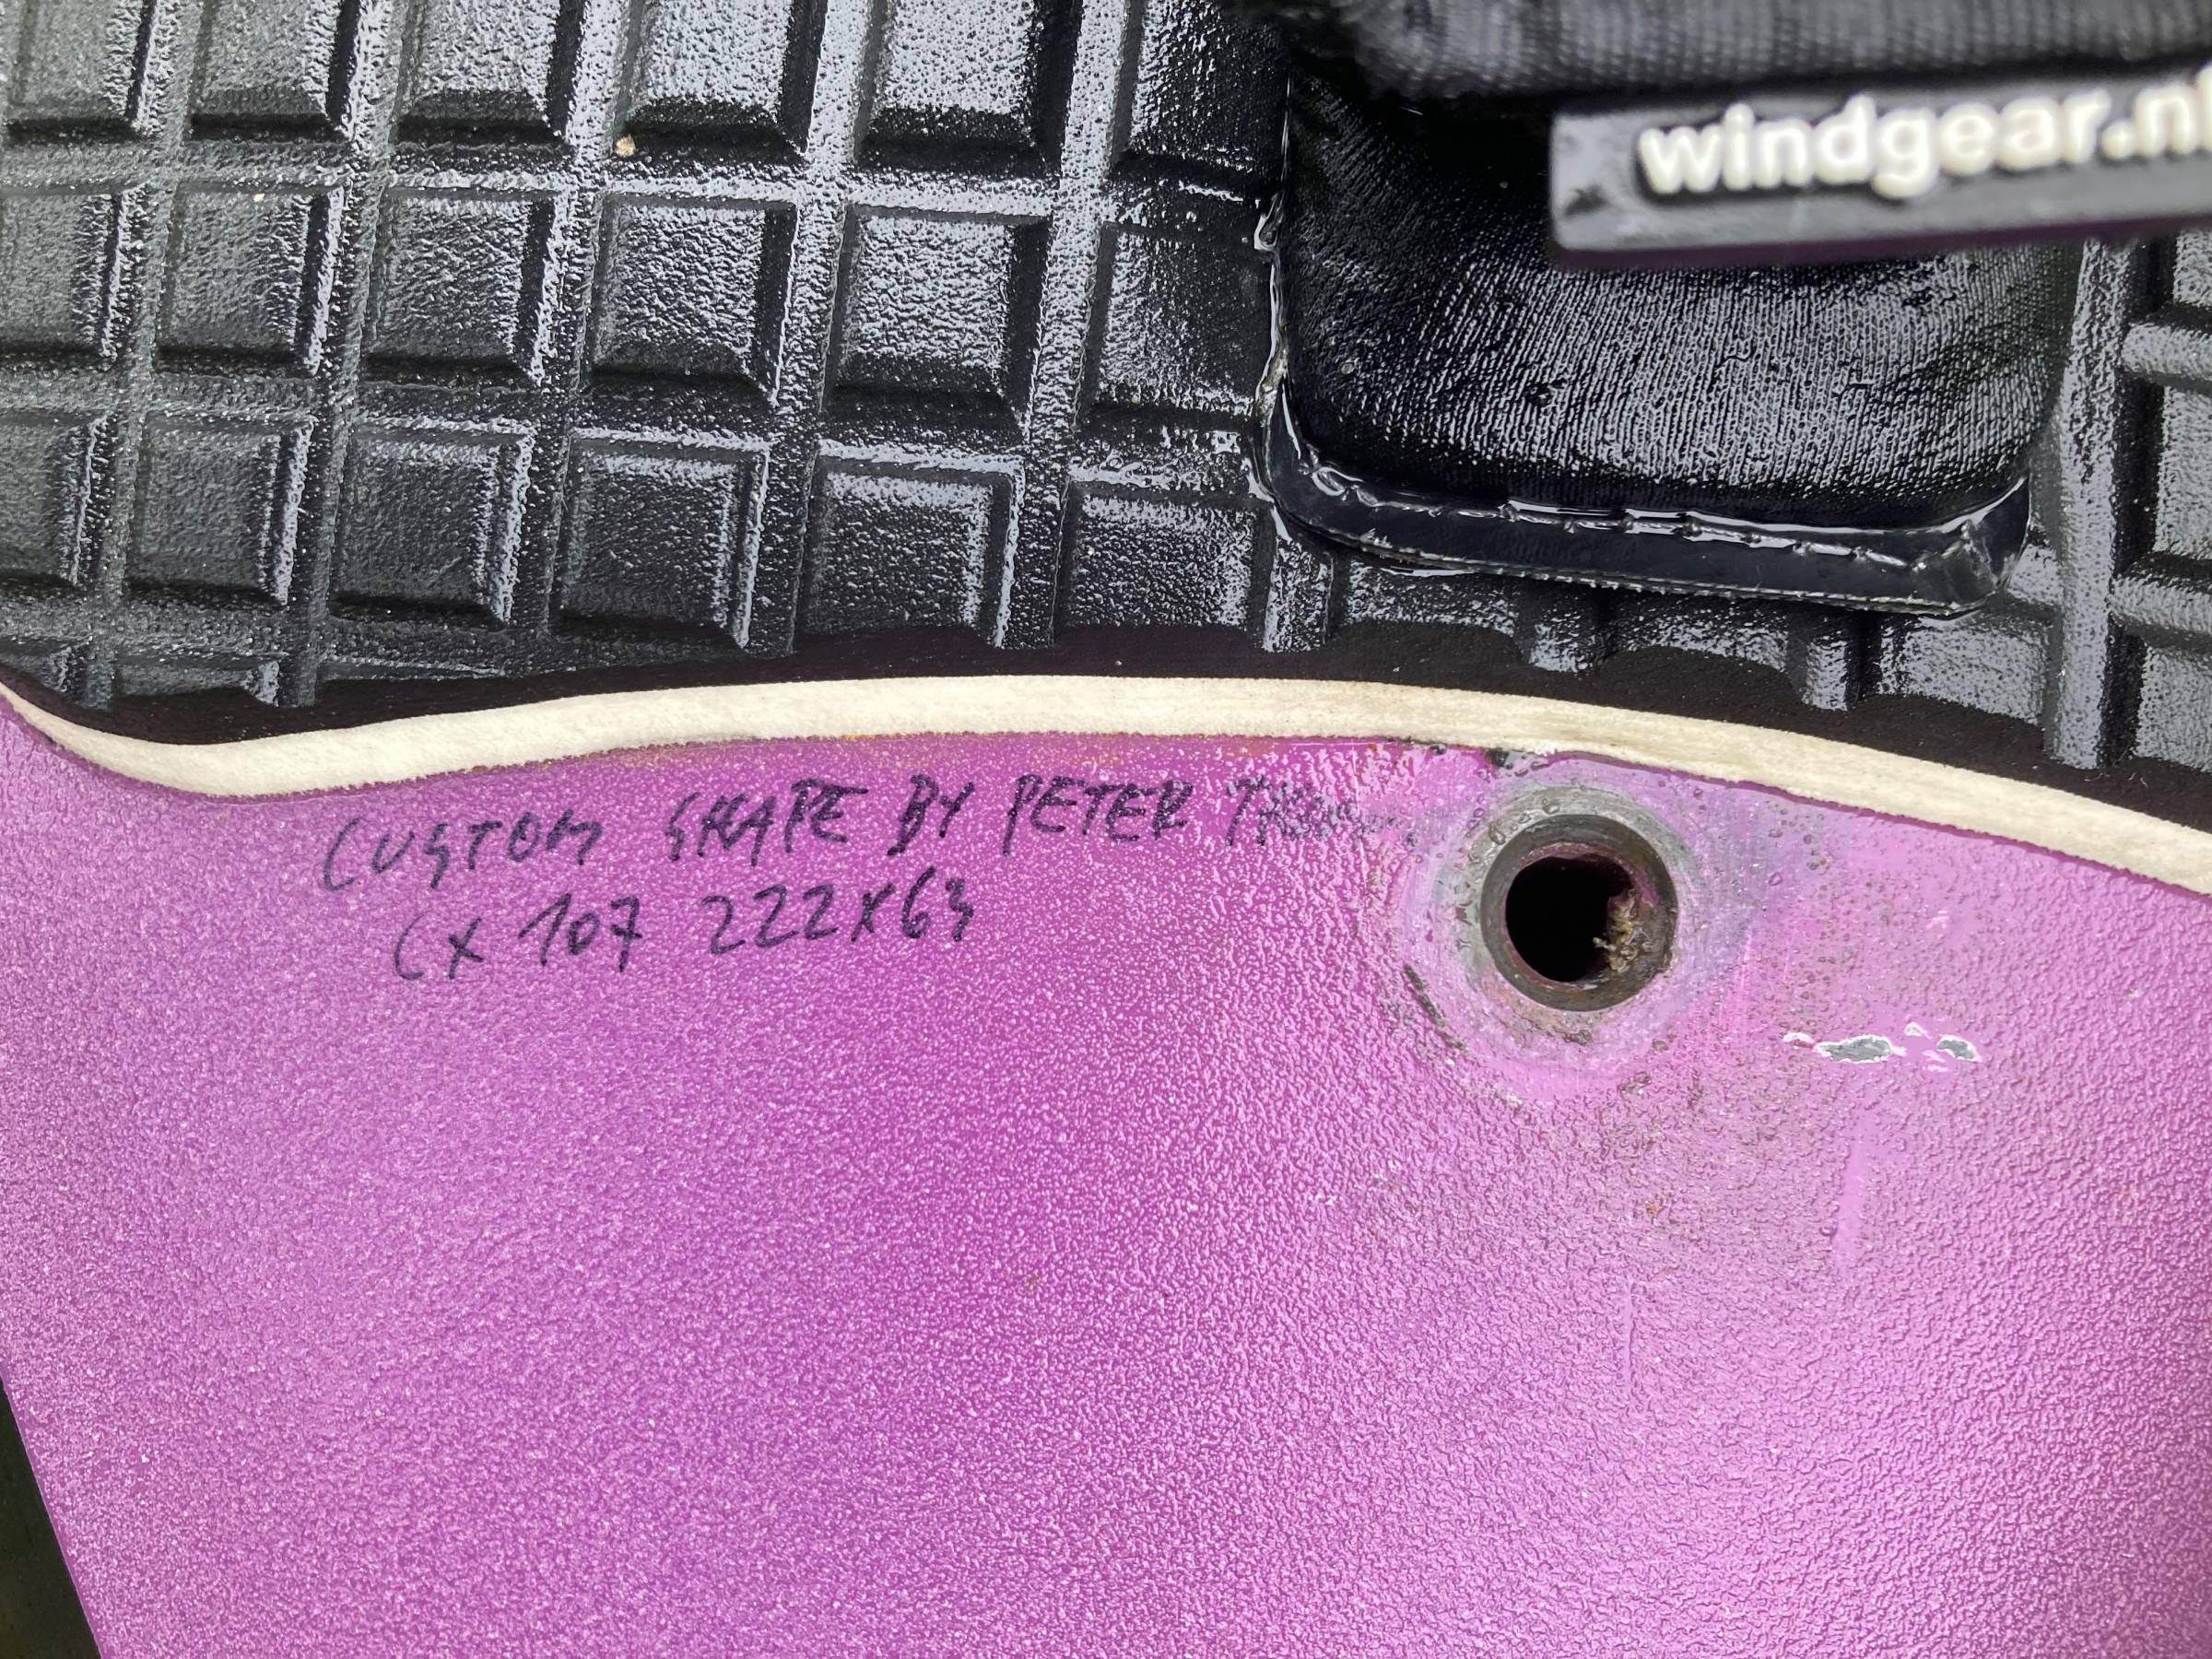 windgear.nl
CUSTOM SHAPE BY PETER
CX 107 222X63